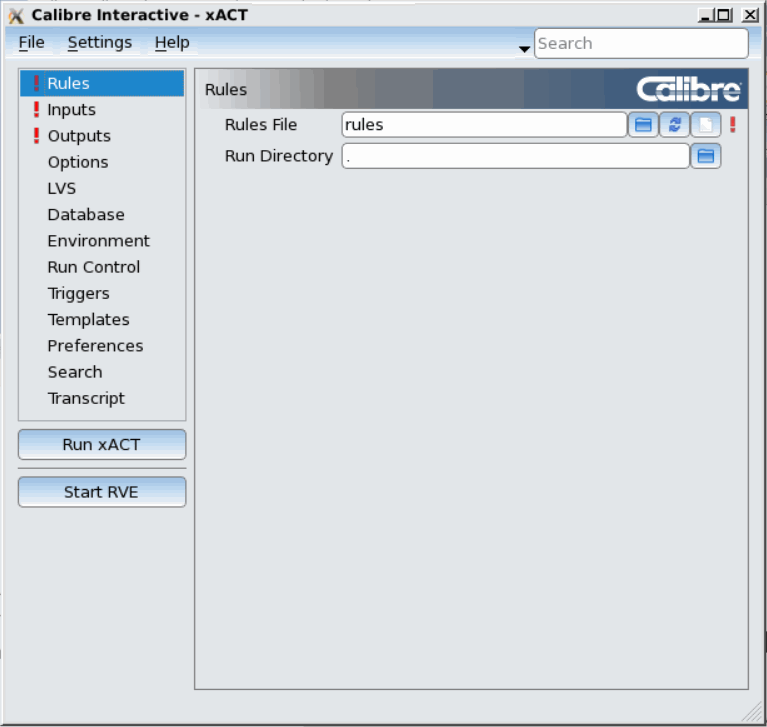 Calibre Interactive - xACT
File Settings Help
Search
! Rules
! Inputs
! Outputs
Options
LVS
Database
Environment
Run Control
Triggers
Templates
Preferences
Search
Transcript
Run xACT
Start RVE
Rules
Calibre
Rules File rules !
Run Directory .